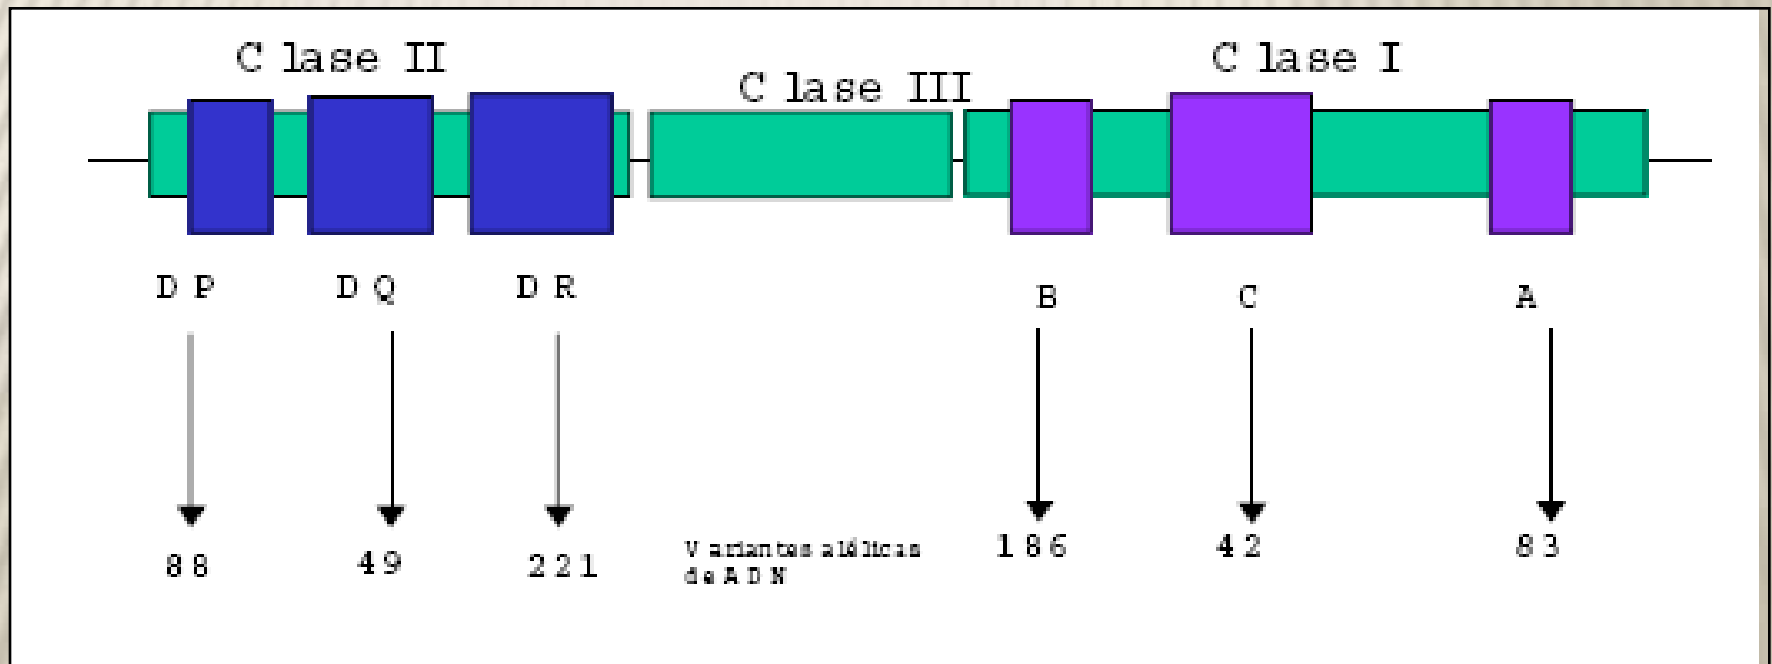 Clase II
Clase III
Clase I
DP
DQ
DR
B
C
A
88
49
221
Variantes alélicas
de ADN
186
42
83